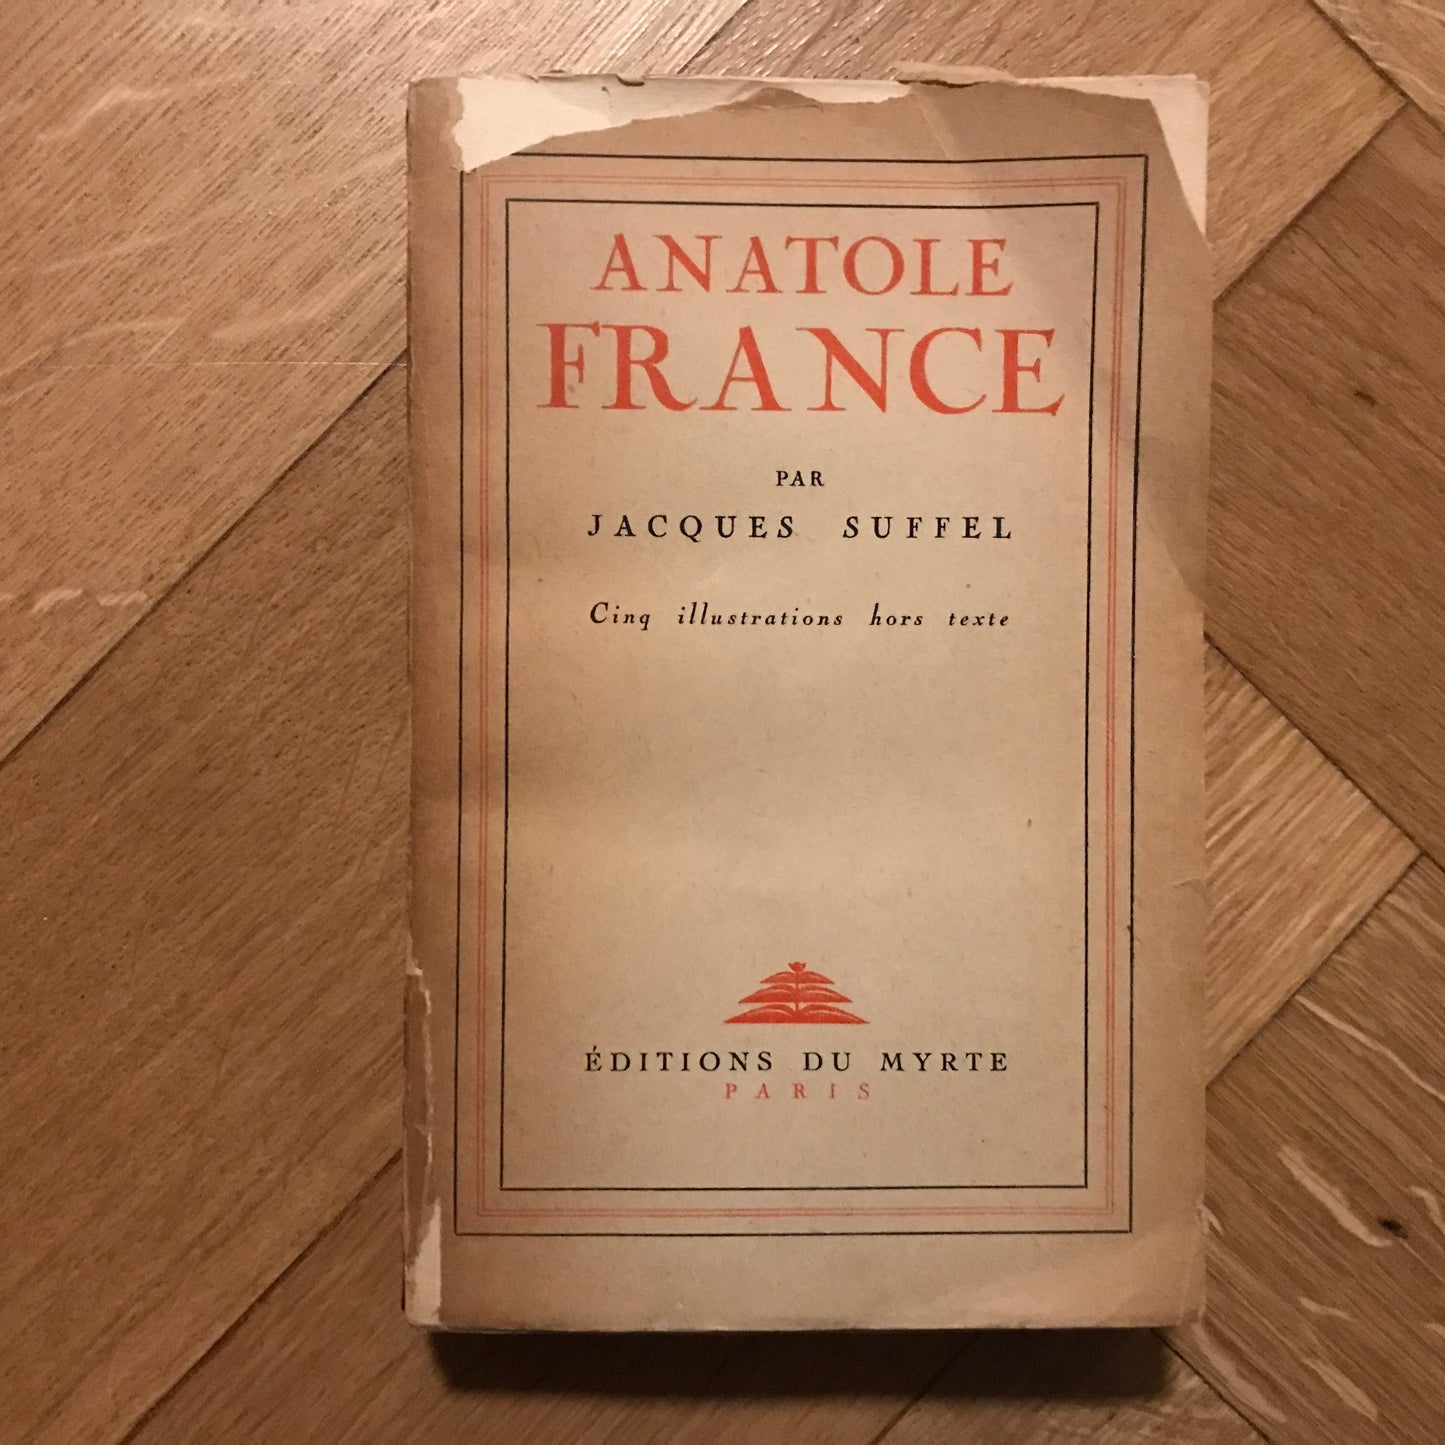 ANATOLE
FRANCE
PAR
JACQUES SUFFEL
Cinq illustrations hors texte
ÉDITIONS DU MYRTE
PARIS